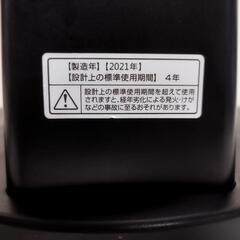 【製造年】【2021年】
【設計上の標準使用期間】 4年
設計上の標準使用期間を超えて使用
されますと、経年劣化による発火・けが
などの事故に至るおそれがあります。